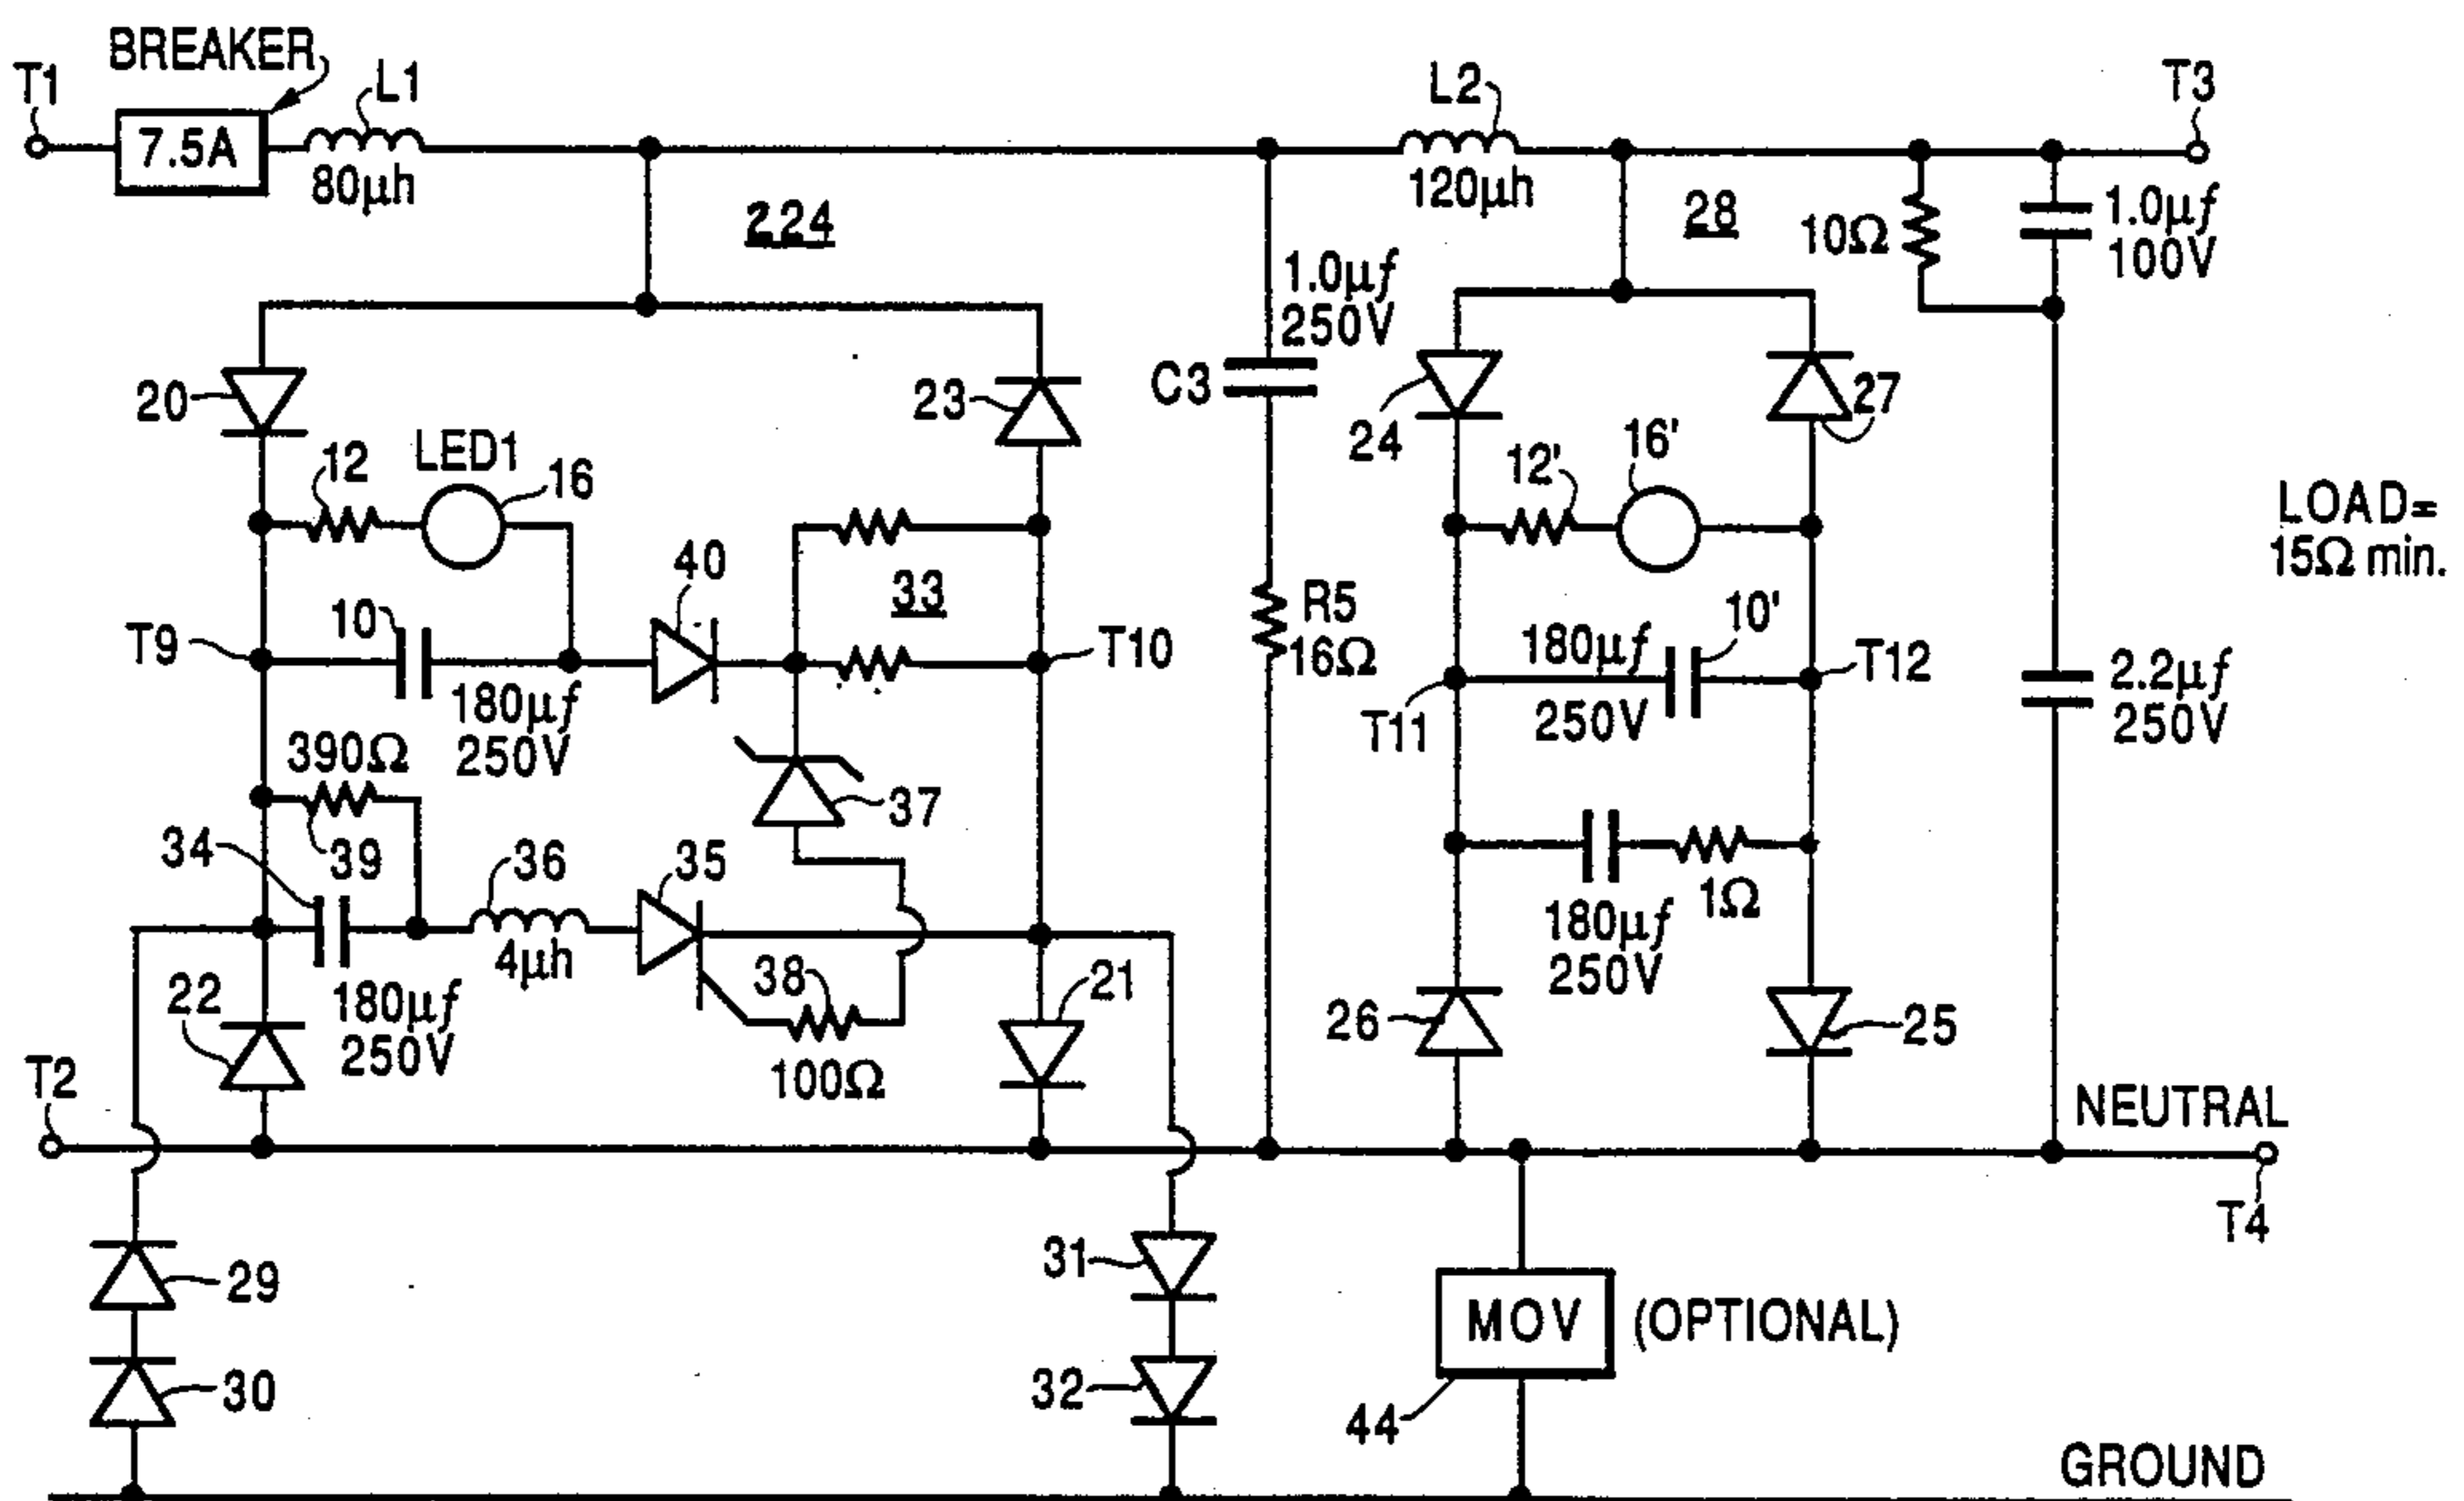 BREAKER
T1
7.5A
L1
80μh
L2
120μh
T3
224
28
10Ω
1.0μf
100V
1.0μf
250V
C3
20
23
24
27
12
LED1
16
12'
16'
LOAD=
15Ω min.
40
33
R5
16Ω
T9
10
180μf
250V
T10
180μf
250V
10'
T11
T12
2.2μf
250V
390Ω
39
37
34
36
4μh
35
180μf
250V
1Ω
22
180μf
250V
38
100Ω
21
26
25
T2
NEUTRAL
T4
29
30
31
32
MOV
(OPTIONAL)
44
GROUND